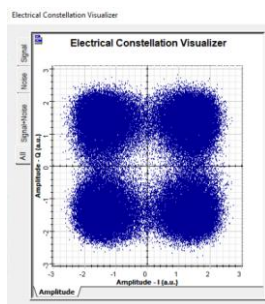 Electrical Constellation Visualizer
Electrical Constellation Visualizer
Signal
Noise
Signal+Noise
All
Amplitude - Q (a.u.)
3
2
1
0
-1
-2
-3
-3
-2
-1
0
1
2
3
Amplitude - I (a.u.)
Amplitude